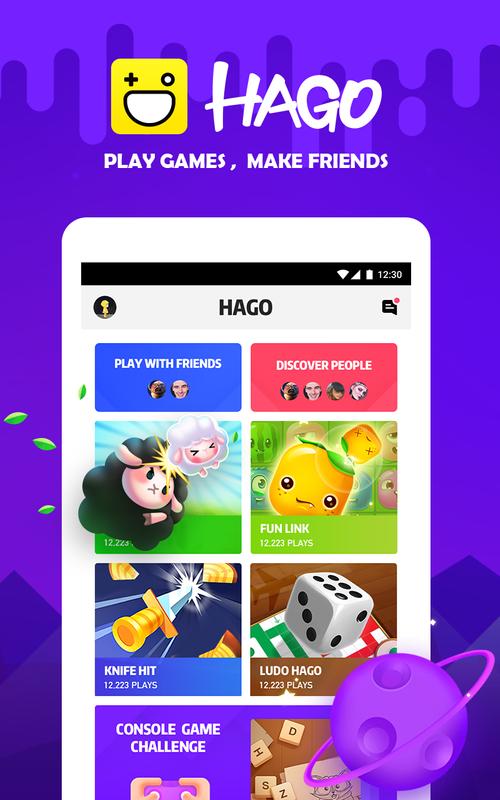 HAGO
PLAY GAMES , MAKE FRIENDS
12:30
HAGO
PLAY WITH FRIENDS
DISCOVER PEOPLE
12,223
FUN LINK
12,223 PLAYS
KNIFE HIT
12,223 PLAYS
LUDO HAGO
12,223 PLAYS
CONSOLE GAME
CHALLENGE
D
I
H
S
Z